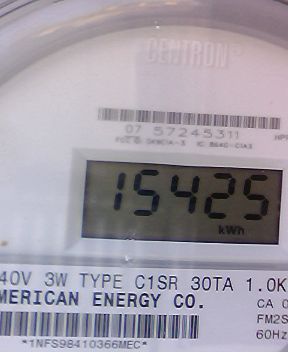 CENTRON®
07 57245311
15425
kWh
40V 3W TYPE C1SR 30TA 1.0K
MERICAN ENERGY CO.
CA 0
FM2S
60Hz
*1NFS98410366MEC*